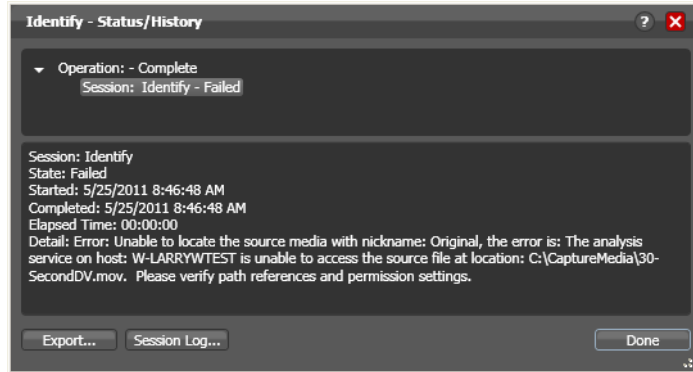 Identify - Status/History
?
Operation: - Complete
Session: Identify - Failed
Session: Identify
State: Failed
Started: 5/25/2011 8:46:48 AM
Completed: 5/25/2011 8:46:48 AM
Elapsed Time: 00:00:00
Detail: Error: Unable to locate the source media with nickname: Original, the error is: The analysis
service on host: W-LARRYWTEST is unable to access the source file at location: C:\CaptureMedia\30-
SecondDV.mov.  Please verify path references and permission settings.
Export... Session Log... Done